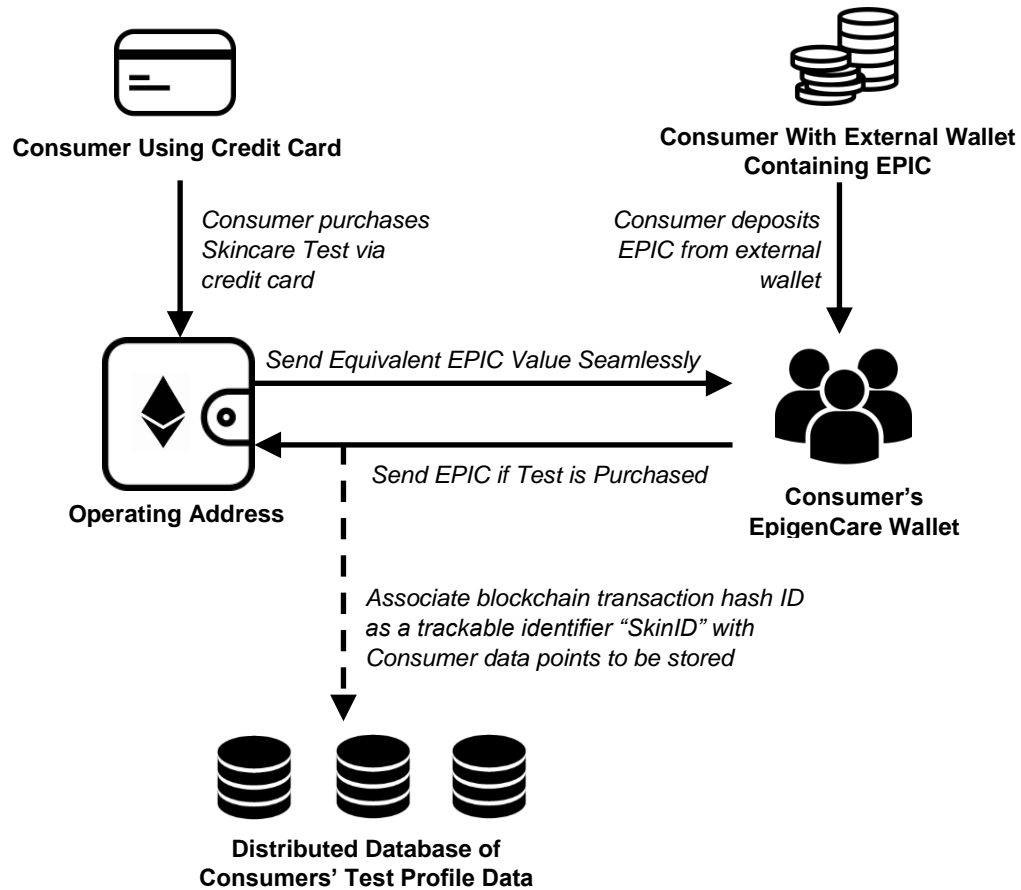 Consumer Using Credit Card
Consumer With External Wallet
Containing EPIC
Consumer purchases
Skincare Test via
credit card
Consumer deposits
EPIC from external
wallet
Send Equivalent EPIC Value Seamlessly
Send EPIC if Test is Purchased
Operating Address
Consumer’s
EpigenCare Wallet
Associate blockchain transaction hash ID
as a trackable identifier “SkinID” with
Consumer data points to be stored
Distributed Database of
Consumers’ Test Profile Data